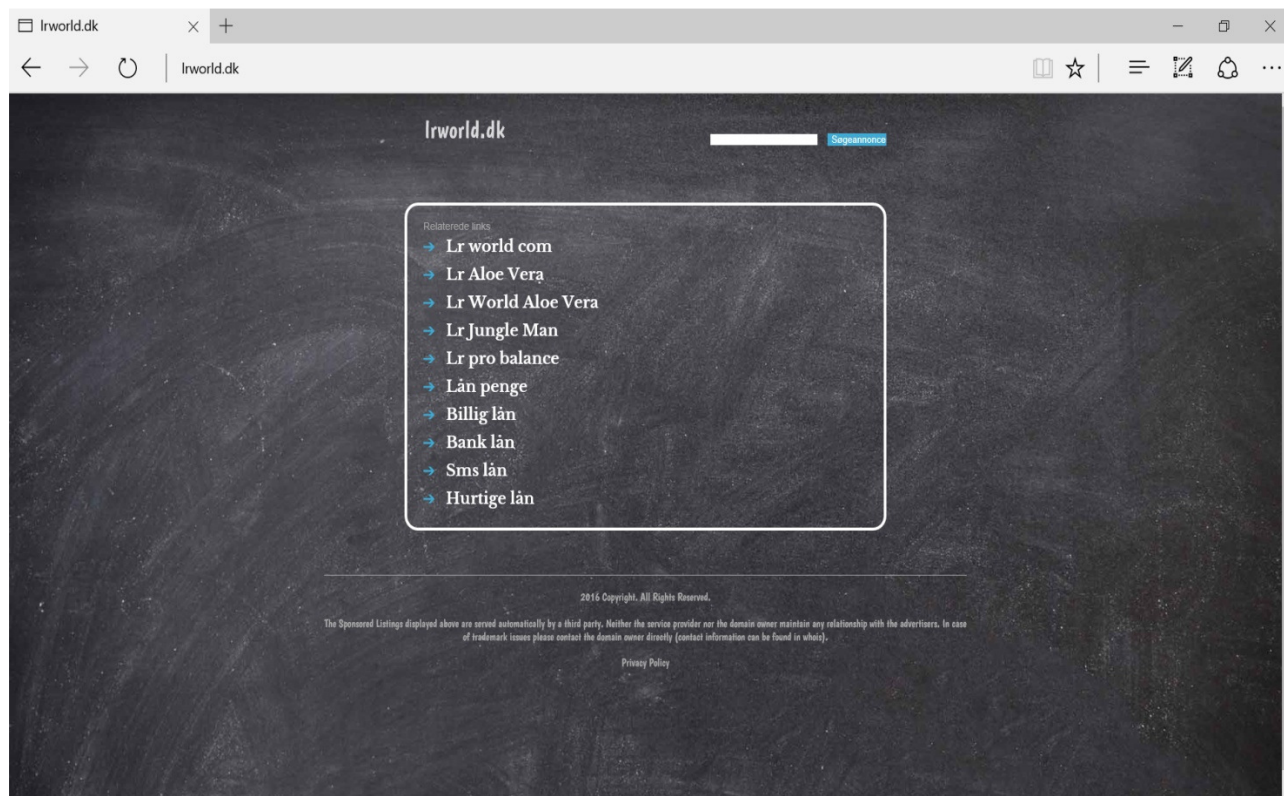 lrworld.dk
lrworld.dk
lrworld.dk
Søgeannonce
Relaterede links
Lr world com
Lr Aloe Vera
Lr World Aloe Vera
Lr Jungle Man
Lr pro balance
Lån penge
Billig lån
Bank lån
Sms lån
Hurtige lån
2016 Copyright. All Rights Reserved.
The Sponsored Listings displayed above are served automatically by a third party. Neither the service provider nor the domain owner maintain any relationship with the advertisers. In case
of trademark issues please contact the domain owner directly (contact information can be found in whois).
Privacy Policy